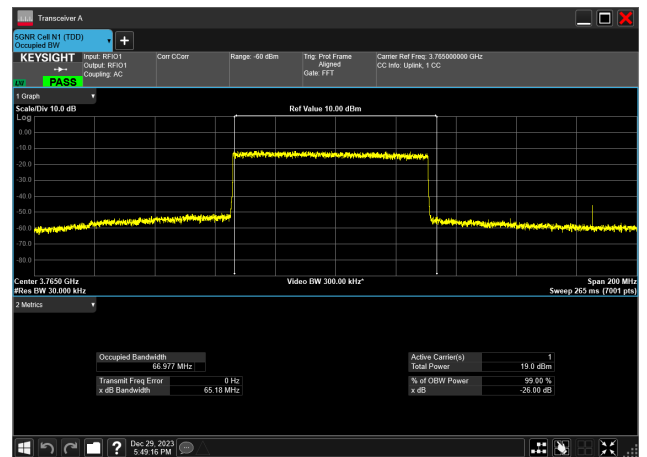 Transceiver A
5GNR Cell N1 (TDD)
Occupied BW
KEYSIGHT
PASS
Input: RFIO1
Output: RFIO1
Coupling: AC
Corr CCorr
Range: -60 dBm
Trig: Prot Frame
Aligned
Gate: FFT
Carrier Ref Freq: 3.765000000 GHz
CC Info: Uplink, 1 CC
1 Graph
Scale/Div 10.0 dB
Ref Value 10.00 dBm
Log
0.00
-10.0
-20.0
-30.0
-40.0
-50.0
-60.0
-70.0
-80.0
Center 3.7650 GHz
Video BW 300.00 kHz*
Span 200 MHz
#Res BW 30.000 kHz
Sweep 265 ms (7001 pts)
2 Metrics
Occupied Bandwidth
66.977 MHz
Transmit Freq Error 0 Hz
x dB Bandwidth 65.18 MHz
Active Carrier(s) 1
Total Power 19.0 dBm
% of OBW Power 99.00 %
x dB -26.00 dB
?
Dec 29, 2023
5:49:16 PM